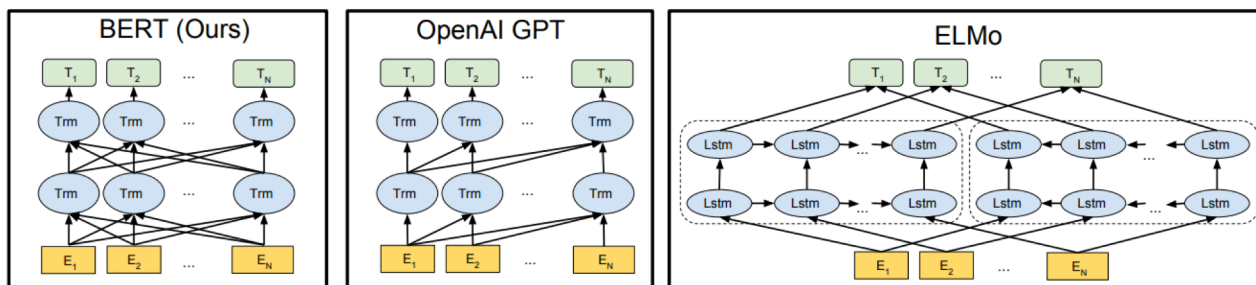 BERT (Ours)
T1 T2 ... TN
Trm Trm ... Trm
Trm Trm ... Trm
E1 E2 ... EN
OpenAI GPT
T1 T2 ... TN
Trm Trm ... Trm
Trm Trm ... Trm
E1 E2 ... EN
ELMo
T1 T2 ... TN
Lstm Lstm ... Lstm Lstm Lstm ... Lstm
Lstm Lstm ... Lstm Lstm Lstm ... Lstm
E1 E2 ... EN